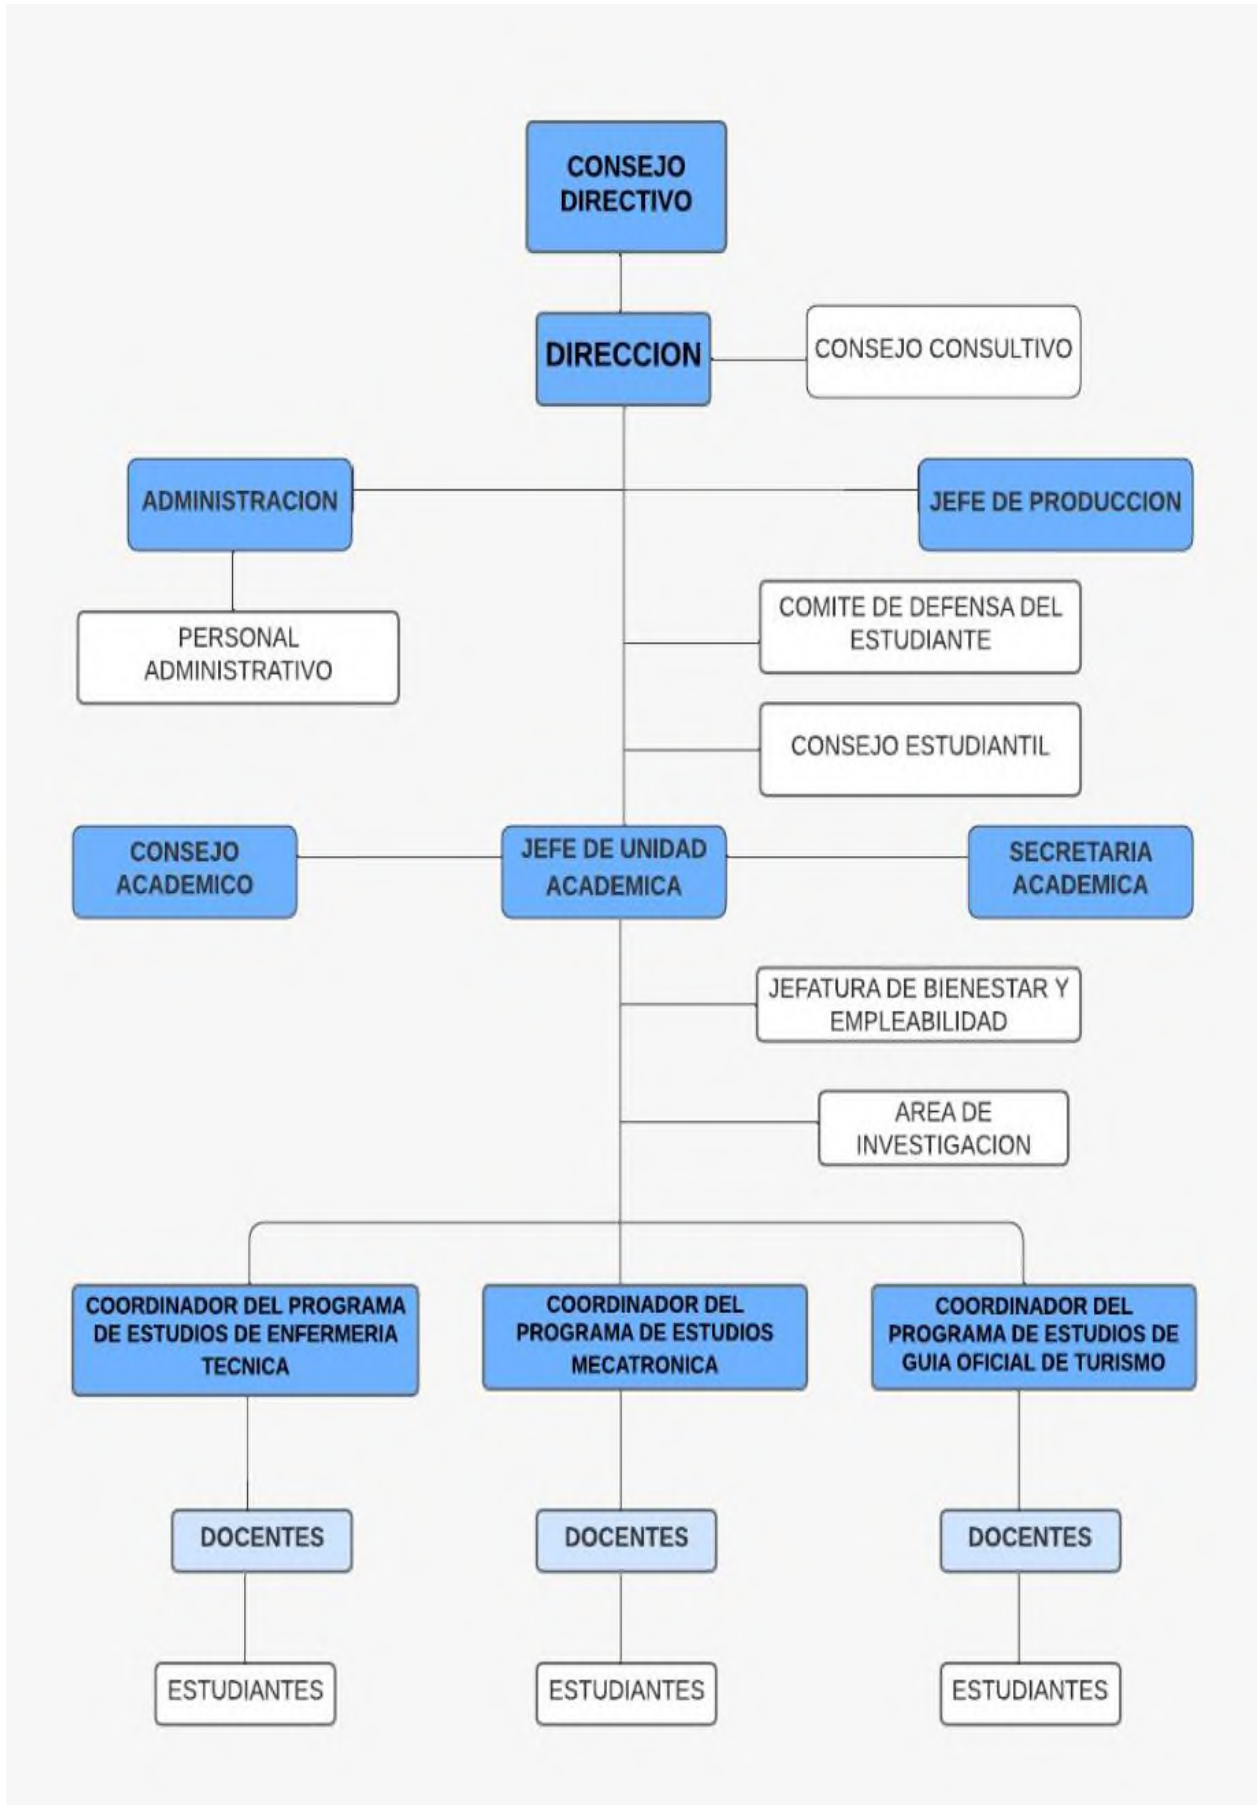 CONSEJO
DIRECTIVO
DIRECCION
CONSEJO CONSULTIVO
ADMINISTRACION
JEFE DE PRODUCCION
PERSONAL
ADMINISTRATIVO
COMITE DE DEFENSA DEL
ESTUDIANTE
CONSEJO ESTUDIANTIL
CONSEJO
ACADEMICO
JEFE DE UNIDAD
ACADEMICA
SECRETARIA
ACADEMICA
JEFATURA DE BIENESTAR Y
EMPLEABILIDAD
AREA DE
INVESTIGACION
COORDINADOR DEL PROGRAMA
DE ESTUDIOS DE ENFERMERIA
TECNICA
COORDINADOR DEL
PROGRAMA DE ESTUDIOS
MECATRONICA
COORDINADOR DEL
PROGRAMA DE ESTUDIOS DE
GUIA OFICIAL DE TURISMO
DOCENTES
DOCENTES
DOCENTES
ESTUDIANTES
ESTUDIANTES
ESTUDIANTES